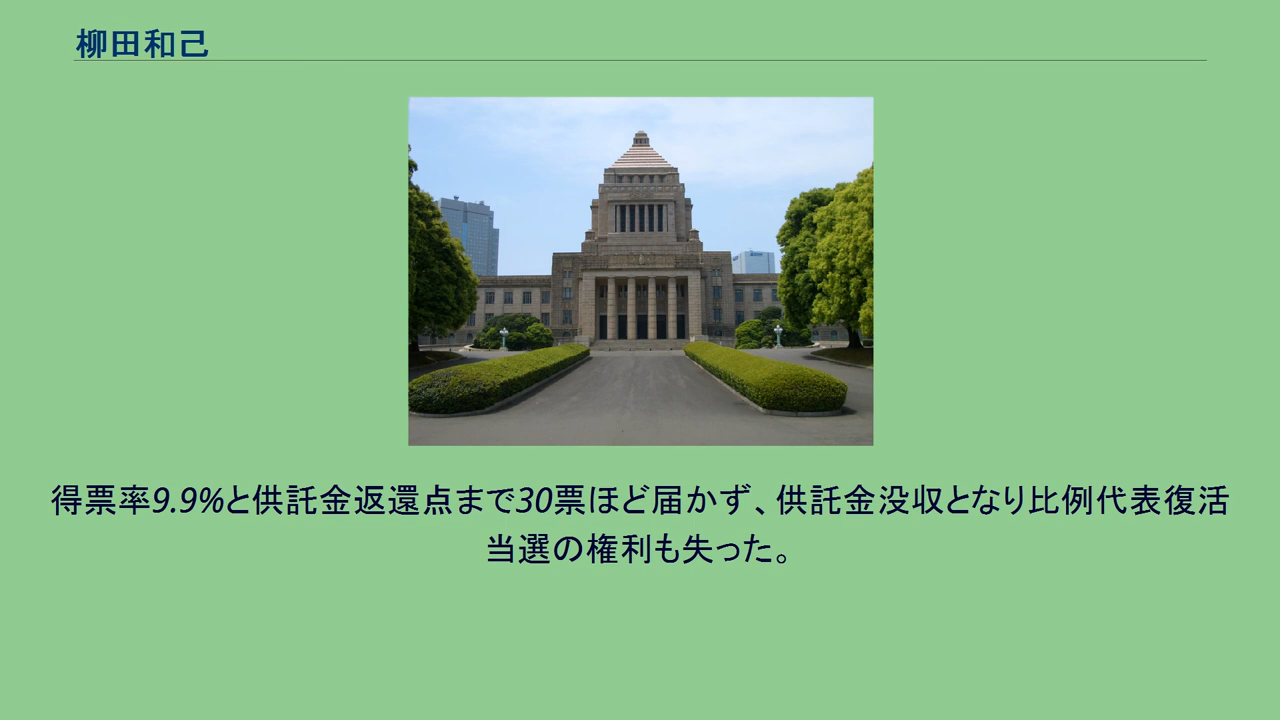 柳田和己
得票率9.9%と供託金返還点まで30票ほど届かず、供託金没収となり比例代表復活
当選の権利も失った。